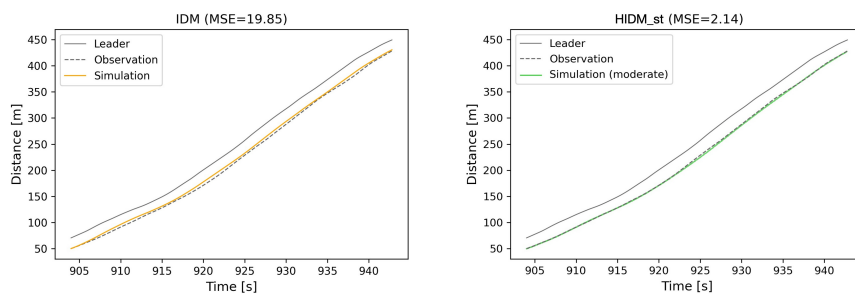 IDM (MSE=19.85)
450
400
350
300
250
200
150
100
50
Distance [m]
Leader
Observation
Simulation
905
910
915
920
925
930
935
940
Time [s]
HIDM_st (MSE=2.14)
450
400
350
300
250
200
150
100
50
Distance [m]
Leader
Observation
Simulation (moderate)
905
910
915
920
925
930
935
940
Time [s]